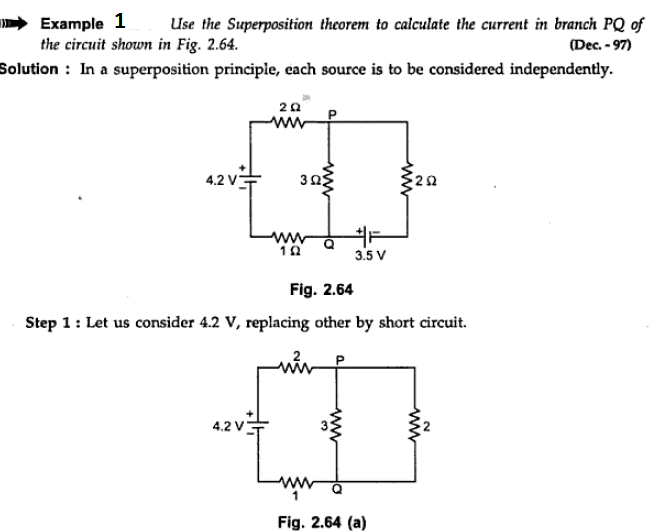 Example 1 Use the Superposition theorem to calculate the current in branch PQ of
the circuit shown in Fig. 2.64. (Dec. - 97)
Solution : In a superposition principle, each source is to be considered independently.
2 Ω
P
4.2 V
+
-
3 Ω
2 Ω
1 Ω
Q
+ -
3.5 V
Fig. 2.64
Step 1 : Let us consider 4.2 V, replacing other by short circuit.
2
P
4.2 V
+
-
3
2
1
Q
Fig. 2.64 (a)